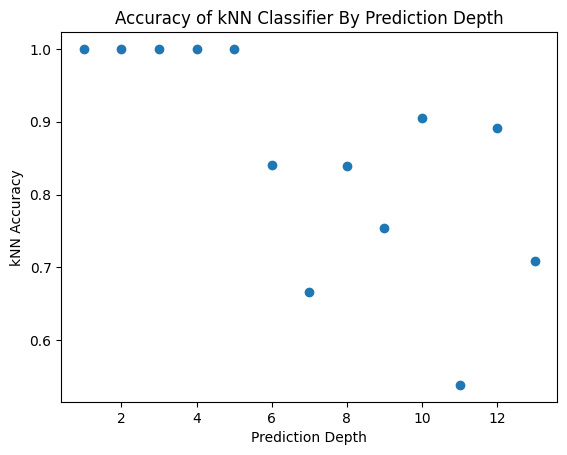 Accuracy of kNN Classifier By Prediction Depth
1.0
0.9
0.8
0.7
0.6
kNN Accuracy
2 4 6 8 10 12
Prediction Depth